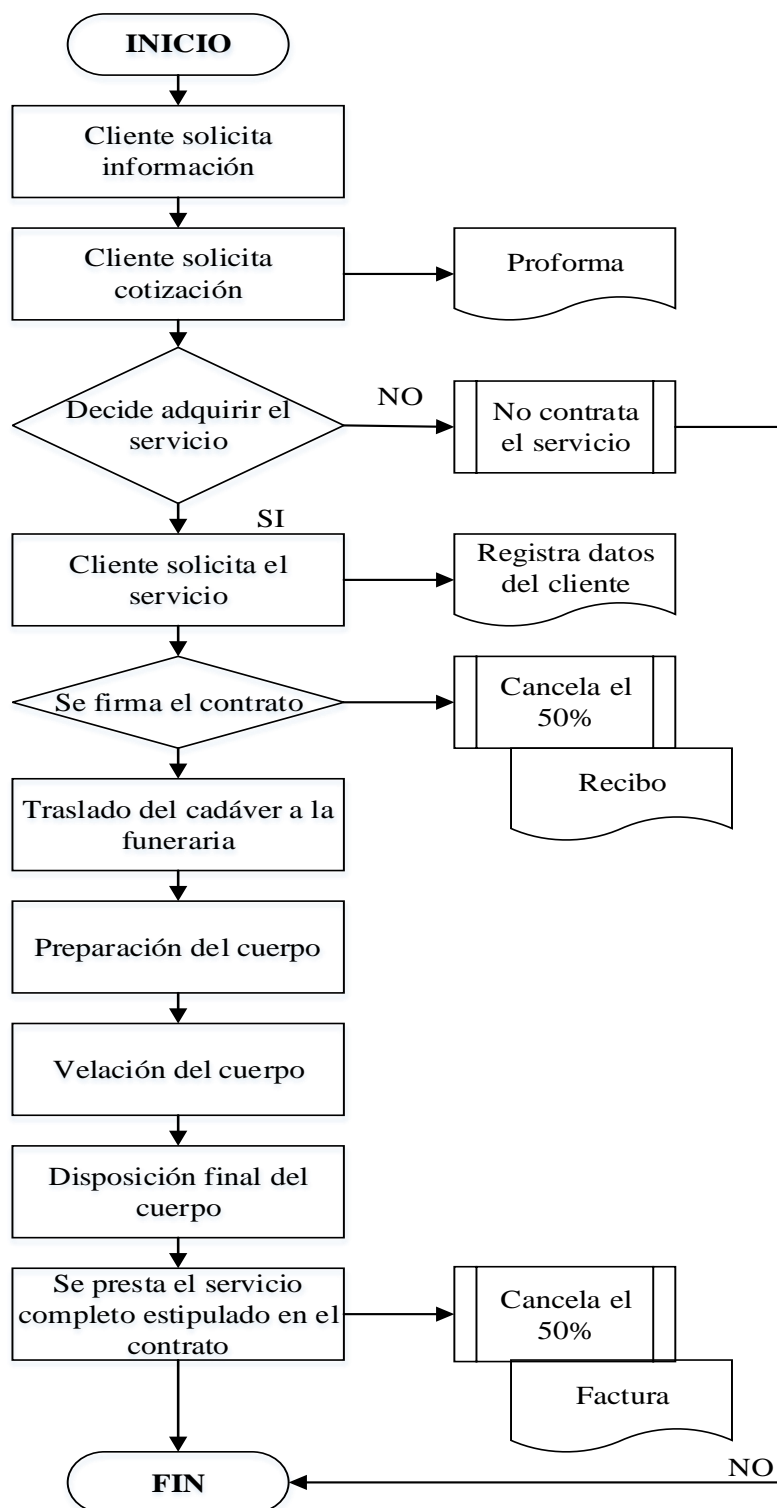 INICIO
Cliente solicita
información
Cliente solicita
cotización
Proforma
Decide adquirir el
servicio
NO
No contrata
el servicio
SI
Cliente solicita el
servicio
Registra datos
del cliente
Se firma el contrato
Cancela el
50%
Recibo
Traslado del cadáver a la
funeraria
Preparación del cuerpo
Velación del cuerpo
Disposición final del
cuerpo
Se presta el servicio
completo estipulado en el
contrato
Cancela el
50%
Factura
NO
FIN